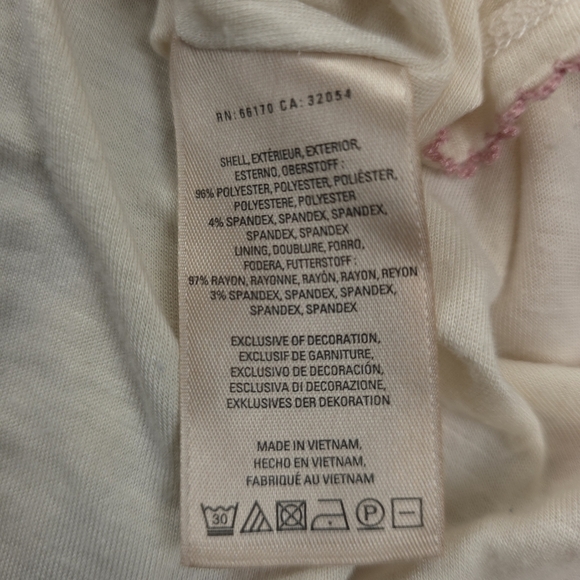 RN: 66170 CA: 32054
SHELL, EXTÉRIEUR, EXTERIOR,
ESTERNO, OBERSTOFF :
96% POLYESTER, POLYESTER, POLIÉSTER,
POLYESTERE, POLYESTER
4% SPANDEX, SPANDEX, SPANDEX,
SPANDEX, SPANDEX
LINING, DOUBLURE, FORRO,
FODERA, FUTTERSTOFF :
97% RAYON, RAYONNE, RAYÓN, RAYON, REYON
3% SPANDEX, SPANDEX, SPANDEX,
SPANDEX, SPANDEX
EXCLUSIVE OF DECORATION,
EXCLUSIF DE GARNITURE,
EXCLUSIVO DE DECORACIÓN,
ESCLUSIVA DI DECORAZIONE,
EXKLUSIVES DER DEKORATION
MADE IN VIETNAM,
HECHO EN VIETNAM,
FABRIQUÉ AU VIETNAM
30 P